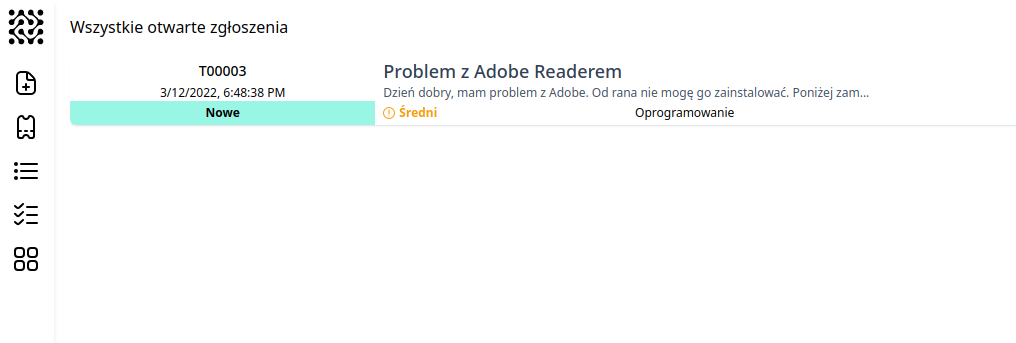 Wszystkie otwarte zgłoszenia
T00003
3/12/2022, 6:48:38 PM
Nowe
Problem z Adobe Readerem
Dzień dobry, mam problem z Adobe. Od rana nie mogę go zainstalować. Poniżej zam...
Średni
Oprogramowanie